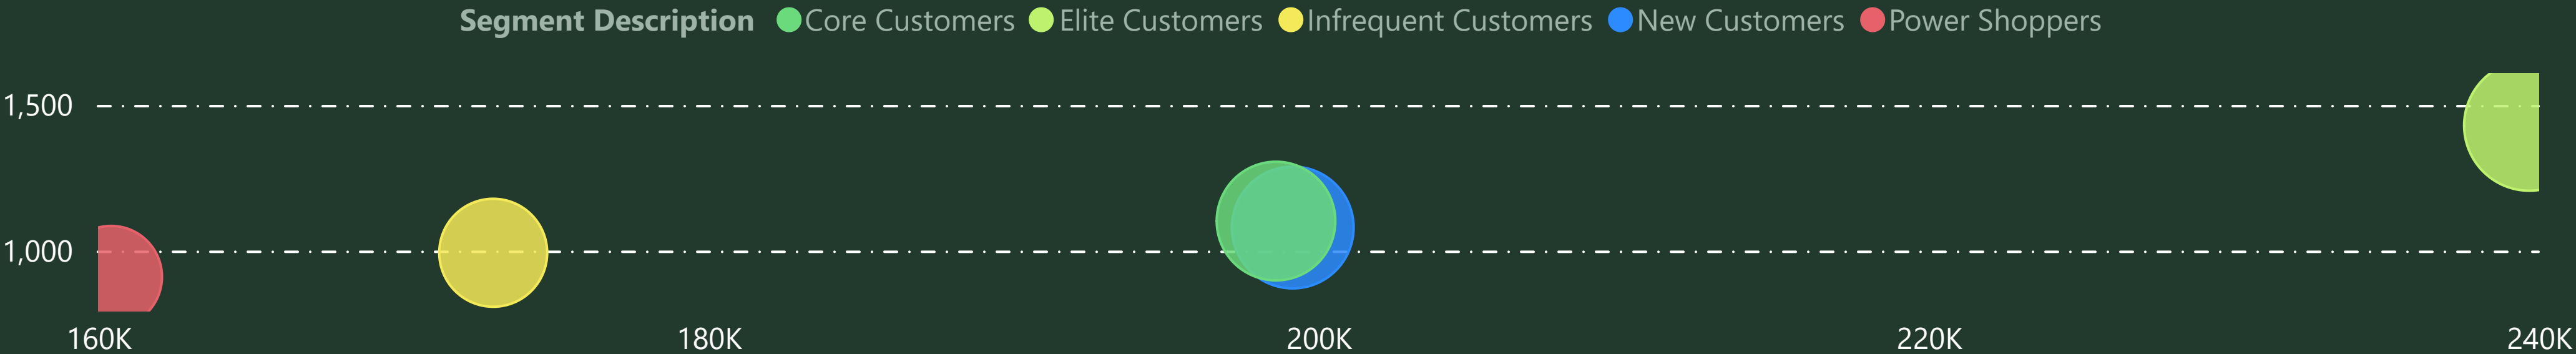 Segment Description Core Customers Elite Customers Infrequent Customers New Customers Power Shoppers
1,500
1,000
160K 180K 200K 220K 240K